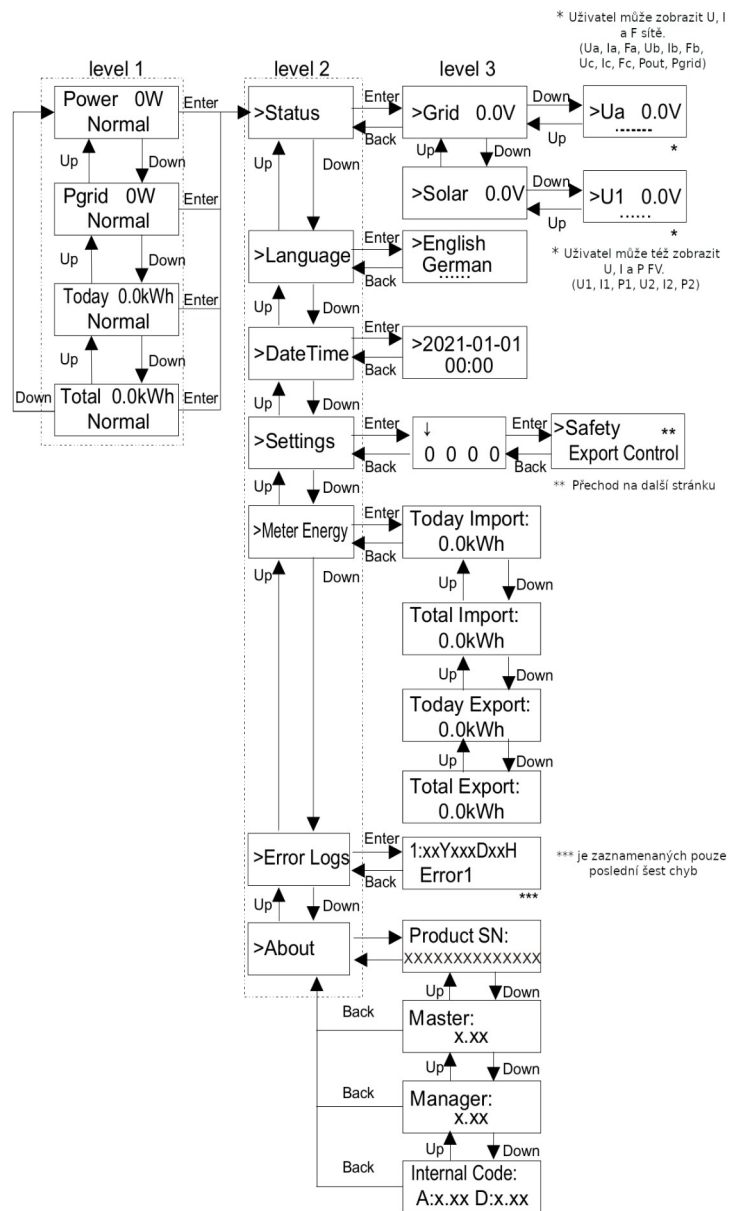 * Uživatel může zobrazit U, I
a F sítě.
(Ua, Ia, Fa, Ub, Ib, Fb,
Uc, Ic, Fc, Pout, Pgrid)
level 1
level 2
level 3
Power 0W
Normal
Enter
>Status
Enter
Back
>Grid 0.0V
Down
Up
>Ua 0.0V
.......
*
Up
Down
Up
Down
Up
Down
Pgrid 0W
Normal
Enter
>Solar 0.0V
Down
Up
>U1 0.0V
......
*
Up
Down
>Language
Enter
Back
>English
German
......
* Uživatel může též zobrazit
U, I a P FV.
(U1, I1, P1, U2, I2, P2)
Today 0.0kWh
Normal
Enter
Up
Down
>DateTime
Enter
Back
>2021-01-01
00:00
Up
Down
Down
Total 0.0kWh
Normal
Enter
Up
Down
>Settings
Enter
Back
↓
0 0 0 0
Enter
Back
>Safety **
Export Control
** Přechod na další stránku
Up
Down
>Meter Energy
Enter
Back
Today Import:
0.0kWh
Up
Down
Up
Down
Total Import:
0.0kWh
Up
Down
Today Export:
0.0kWh
Up
Down
Total Export:
0.0kWh
>Error Logs
Enter
Back
1:xxYxxxDxxH
Error1
***
*** je zaznamenaných pouze
poslední šest chyb
Up
Down
>About
Product SN:
XXXXXXXXXXXXXX
Up
Down
Back
Master:
x.xx
Up
Down
Back
Manager:
x.xx
Up
Down
Back
Internal Code:
A:x.xx D:x.xx